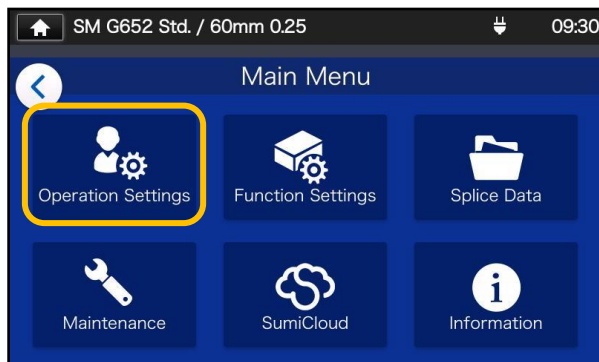 SM G652 Std. / 60mm 0.25 09:30
Main Menu
Operation Settings Function Settings Splice Data
Maintenance SumiCloud Information